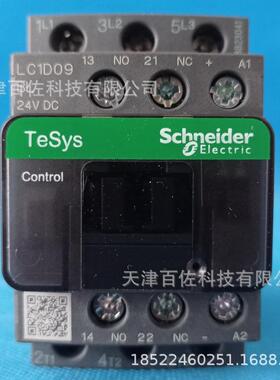 1L1 3L2 5L3
LC1D09 13 NO 21 NC + A1
24V DC
天津百佐科技有限公司
TeSys Schneider Electric
Control
天津百佐科技有限公司
14 NO 22 NC - A2
2T1 4T2
18522460251.1688.